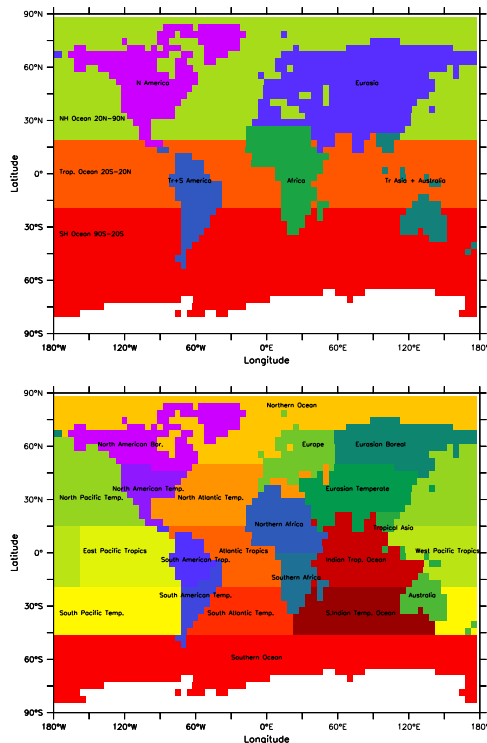 90°N
60°N
N America
Eurasia
30°N
NH Ocean 20N-90N
Trop. Ocean 20S-20N
0°
Tr+S America
Africa
Tr Asia + Australia
Latitude
30°S
SH Ocean 90S-20S
60°S
90°S
180°W 120°W 60°W 0°E 60°E 120°E 180°E
Longitude
90°N
Northern Ocean
60°N
North American Bor.
Europe
Eurasian Boreal
North American Temp.
Eurasian Temperate
North Pacific Temp.
North Atlantic Temp.
30°N
Northern Africa
Tropical Asia
East Pacific Tropics
Atlantic Tropics
West Pacific Tropics
0°
South American Trop.
Indian Trop. Ocean
Latitude
Southern Africa
South American Temp.
Australia
30°S
South Pacific Temp.
South Atlantic Temp.
S.Indian Temp. Ocean
Southern Ocean
60°S
90°S
180°W 120°W 60°W 0°E 60°E 120°E 180°E
Longitude